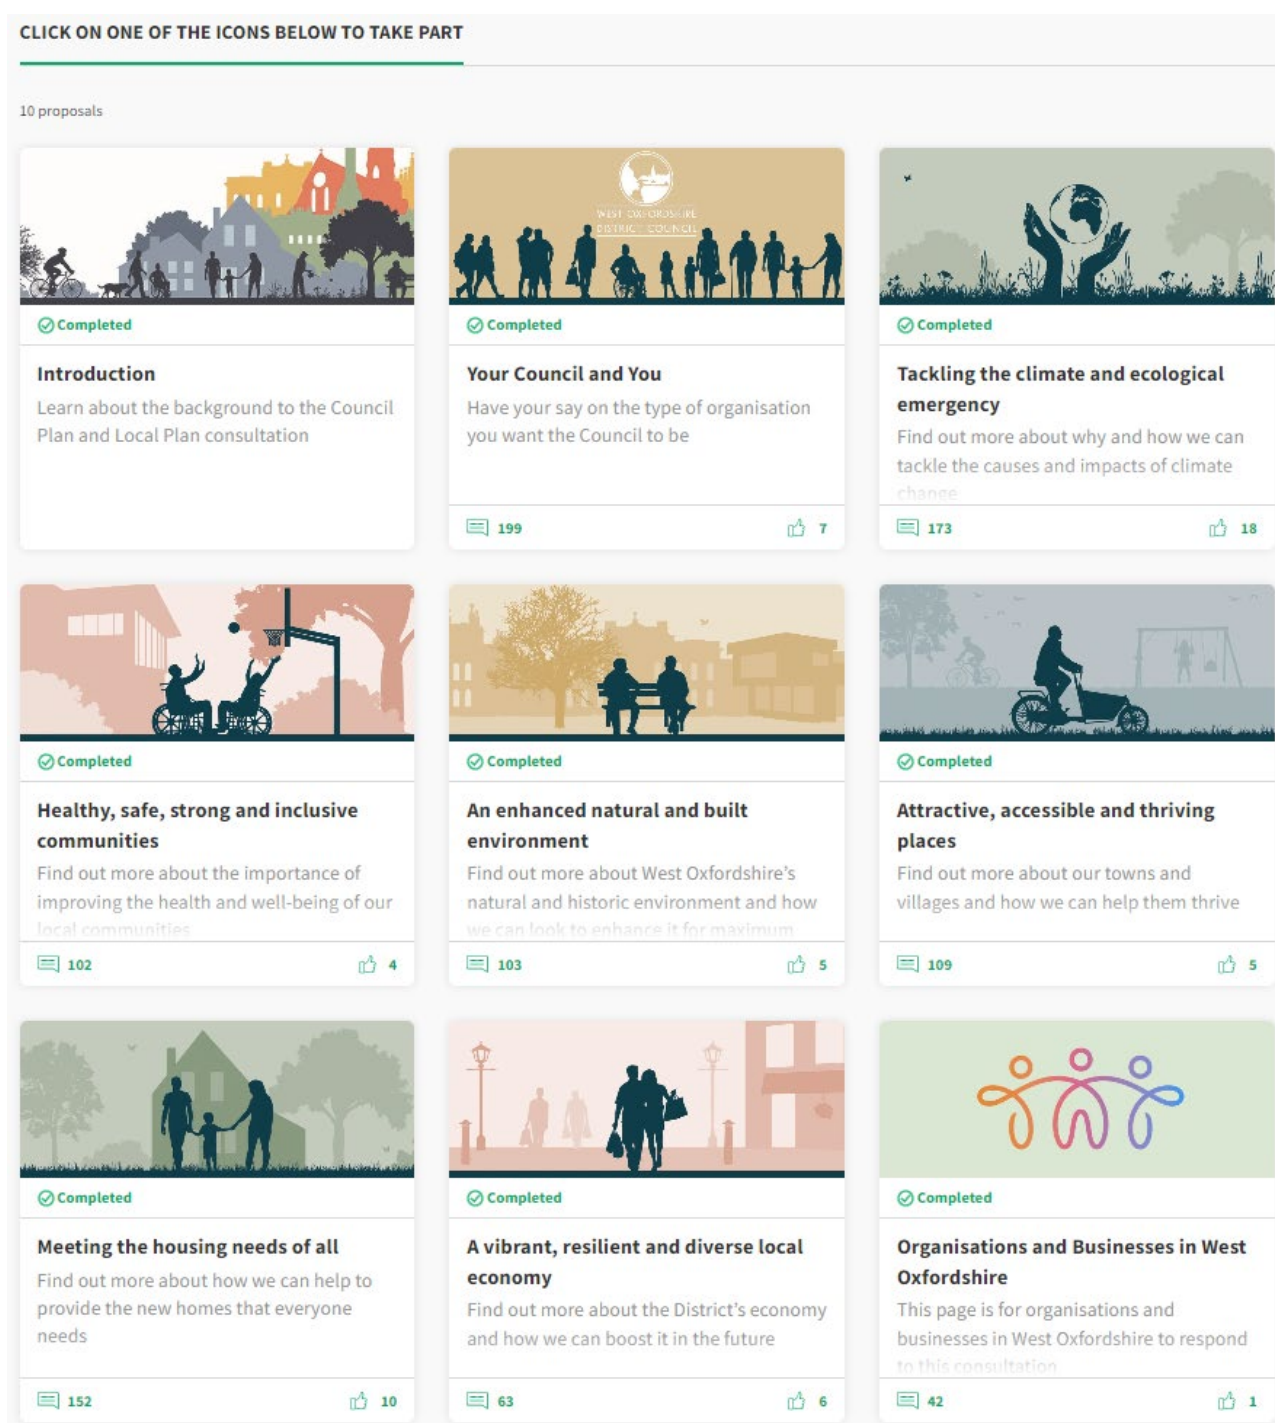 CLICK ON ONE OF THE ICONS BELOW TO TAKE PART
10 proposals
WEST OXFORDSHIRE
DISTRICT COUNCIL
Completed
Introduction
Learn about the background to the Council
Plan and Local Plan consultation
Completed
Your Council and You
Have your say on the type of organisation
you want the Council to be
199
7
Completed
Tackling the climate and ecological
emergency
Find out more about why and how we can
tackle the causes and impacts of climate
change
173
18
Completed
Healthy, safe, strong and inclusive
communities
Find out more about the importance of
improving the health and well-being of our
local communities
102
4
Completed
An enhanced natural and built
environment
Find out more about West Oxfordshire's
natural and historic environment and how
we can look to enhance it for maximum
103
5
Completed
Attractive, accessible and thriving
places
Find out more about our towns and
villages and how we can help them thrive
109
5
Completed
Meeting the housing needs of all
Find out more about how we can help to
provide the new homes that everyone
needs
152
10
Completed
A vibrant, resilient and diverse local
economy
Find out more about the District's economy
and how we can boost it in the future
63
6
Completed
Organisations and Businesses in West
Oxfordshire
This page is for organisations and
businesses in West Oxfordshire to respond
to this consultation
42
1